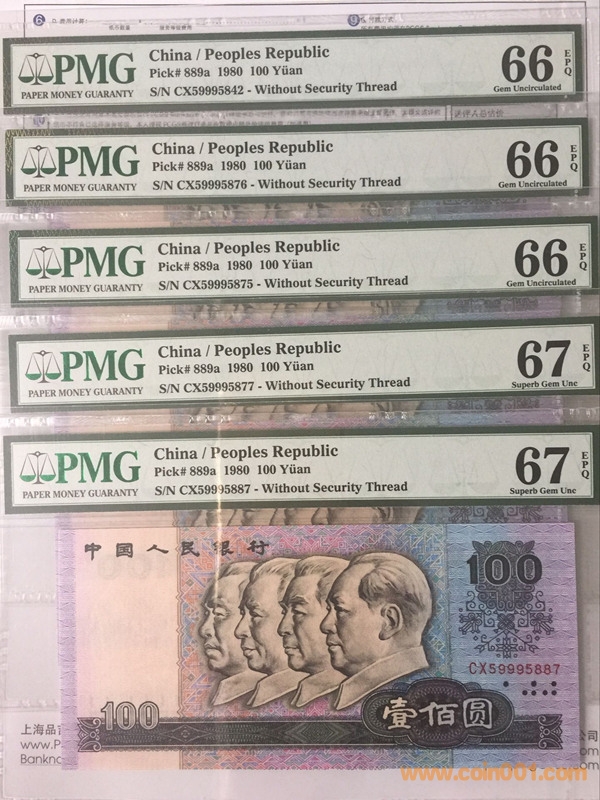 PMG
PAPER MONEY GUARANTY
China / Peoples Republic
Pick# 889a 1980 100 Yüan
S/N CX59995842 - Without Security Thread
66 EPQ
Gem Uncirculated
PMG
PAPER MONEY GUARANTY
China / Peoples Republic
Pick# 889a 1980 100 Yüan
S/N CX59995876 - Without Security Thread
66 EPQ
Gem Uncirculated
PMG
PAPER MONEY GUARANTY
China / Peoples Republic
Pick# 889a 1980 100 Yüan
S/N CX59995875 - Without Security Thread
66 EPQ
Gem Uncirculated
PMG
PAPER MONEY GUARANTY
China / Peoples Republic
Pick# 889a 1980 100 Yüan
S/N CX59995877 - Without Security Thread
67 EPQ
Superb Gem Unc
PMG
PAPER MONEY GUARANTY
China / Peoples Republic
Pick# 889a 1980 100 Yüan
S/N CX59995887 - Without Security Thread
67 EPQ
Superb Gem Unc
中国人民银行
100
CX59995887
100
壹佰圆
上海品
www.P
Bankno
www.coin001.com